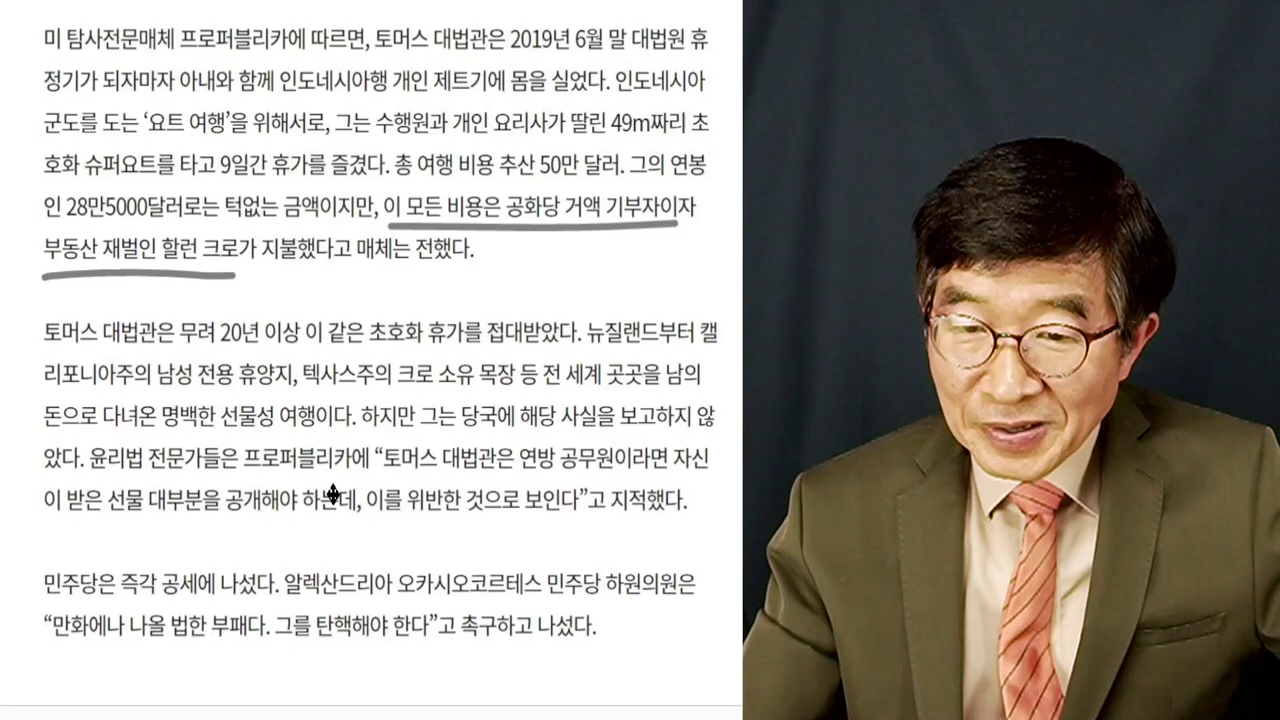 미 탐사전문매체 프로퍼블리카에 따르면, 토머스 대법관은 2019년 6월 말 대법원 휴
정기가 되자마자 아내와 함께 인도네시아행 개인 제트기에 몸을 실었다. 인도네시아
군도를 도는 ‘요트 여행’을 위해서로, 그는 수행원과 개인 요리사가 딸린 49m짜리 초
호화 슈퍼요트를 타고 9일간 휴가를 즐겼다. 총 여행 비용 추산 50만 달러. 그의 연봉
인 28만5000달러로는 턱없는 금액이지만, 이 모든 비용은 공화당 거액 기부자이자
부동산 재벌인 할런 크로가 지불했다고 매체는 전했다.
토머스 대법관은 무려 20년 이상 이 같은 초호화 휴가를 접대받았다. 뉴질랜드부터 캘
리포니아주의 남성 전용 휴양지, 텍사스주의 크로 소유 목장 등 전 세계 곳곳을 남의
돈으로 다녀온 명백한 선물성 여행이다. 하지만 그는 당국에 해당 사실을 보고하지 않
았다. 윤리법 전문가들은 프로퍼블리카에 “토머스 대법관은 연방 공무원이라면 자신
이 받은 선물 대부분을 공개해야 하는데, 이를 위반한 것으로 보인다”고 지적했다.
민주당은 즉각 공세에 나섰다. 알렉산드리아 오카시오코르테스 민주당 하원의원은
“만화에나 나올 법한 부패다. 그를 탄핵해야 한다”고 촉구하고 나섰다.